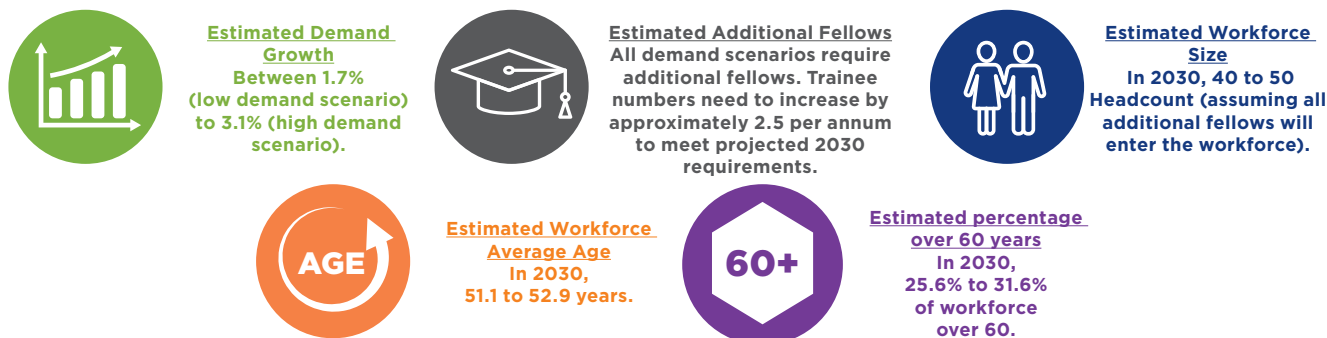 Estimated Demand
Growth
Between 1.7%
(low demand scenario)
to 3.1% (high demand
scenario).
Estimated Additional Fellows
All demand scenarios require
additional fellows. Trainee
numbers need to increase by
approximately 2.5 per annum
to meet projected 2030
requirements.
Estimated Workforce
Size
In 2030, 40 to 50
Headcount (assuming all
additional fellows will
enter the workforce).
AGE
Estimated Workforce
Average Age
In 2030,
51.1 to 52.9 years.
60+
Estimated percentage
over 60 years
In 2030,
25.6% to 31.6%
of workforce
over 60.